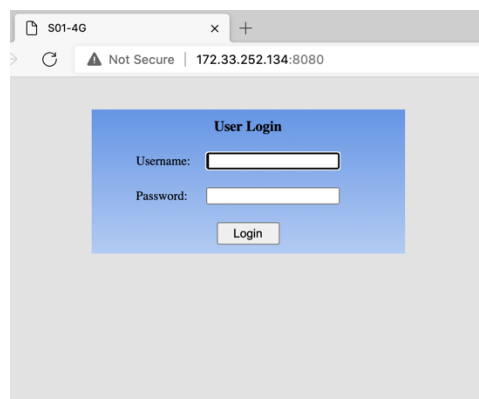 S01-4G
Not Secure | 172.33.252.134:8080
User Login
Username:
Password:
Login